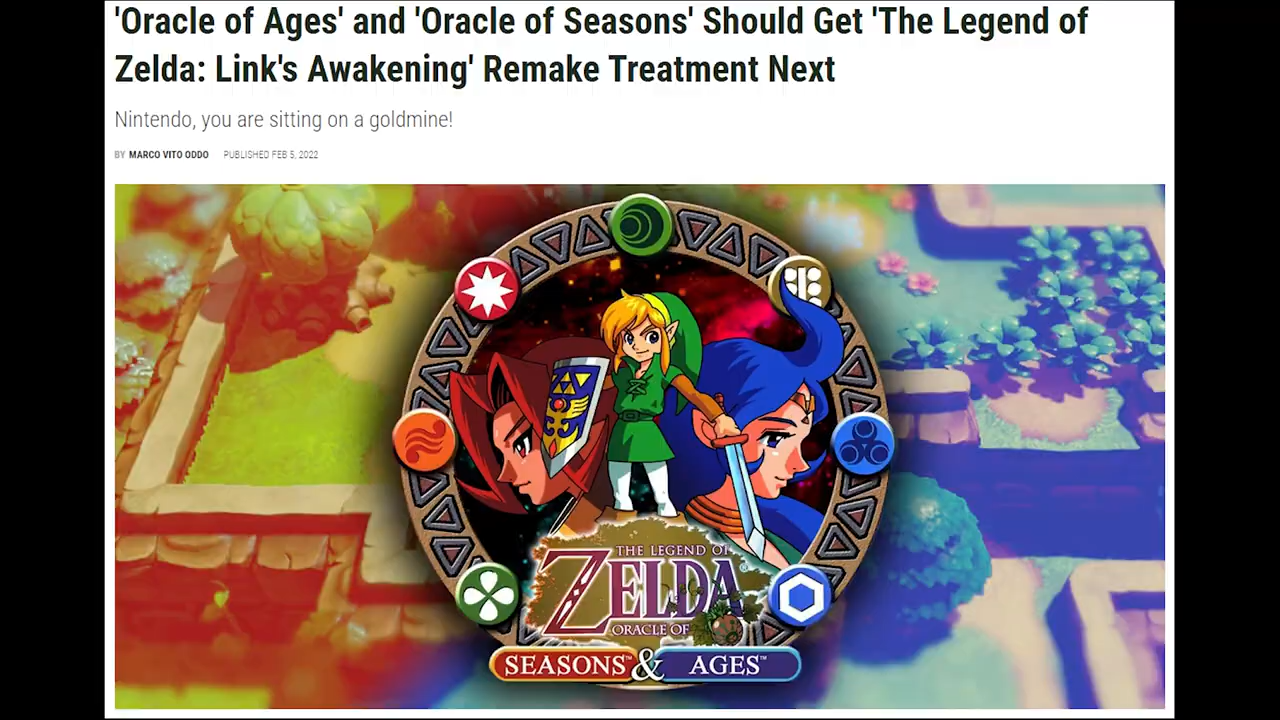 'Oracle of Ages' and 'Oracle of Seasons' Should Get 'The Legend of
Zelda: Link's Awakening' Remake Treatment Next
Nintendo, you are sitting on a goldmine!
BY MARCO VITO ODDO PUBLISHED FEB 5, 2022
THE LEGEND OF
ZELDA
ORACLE OF
SEASONS™ & AGES™